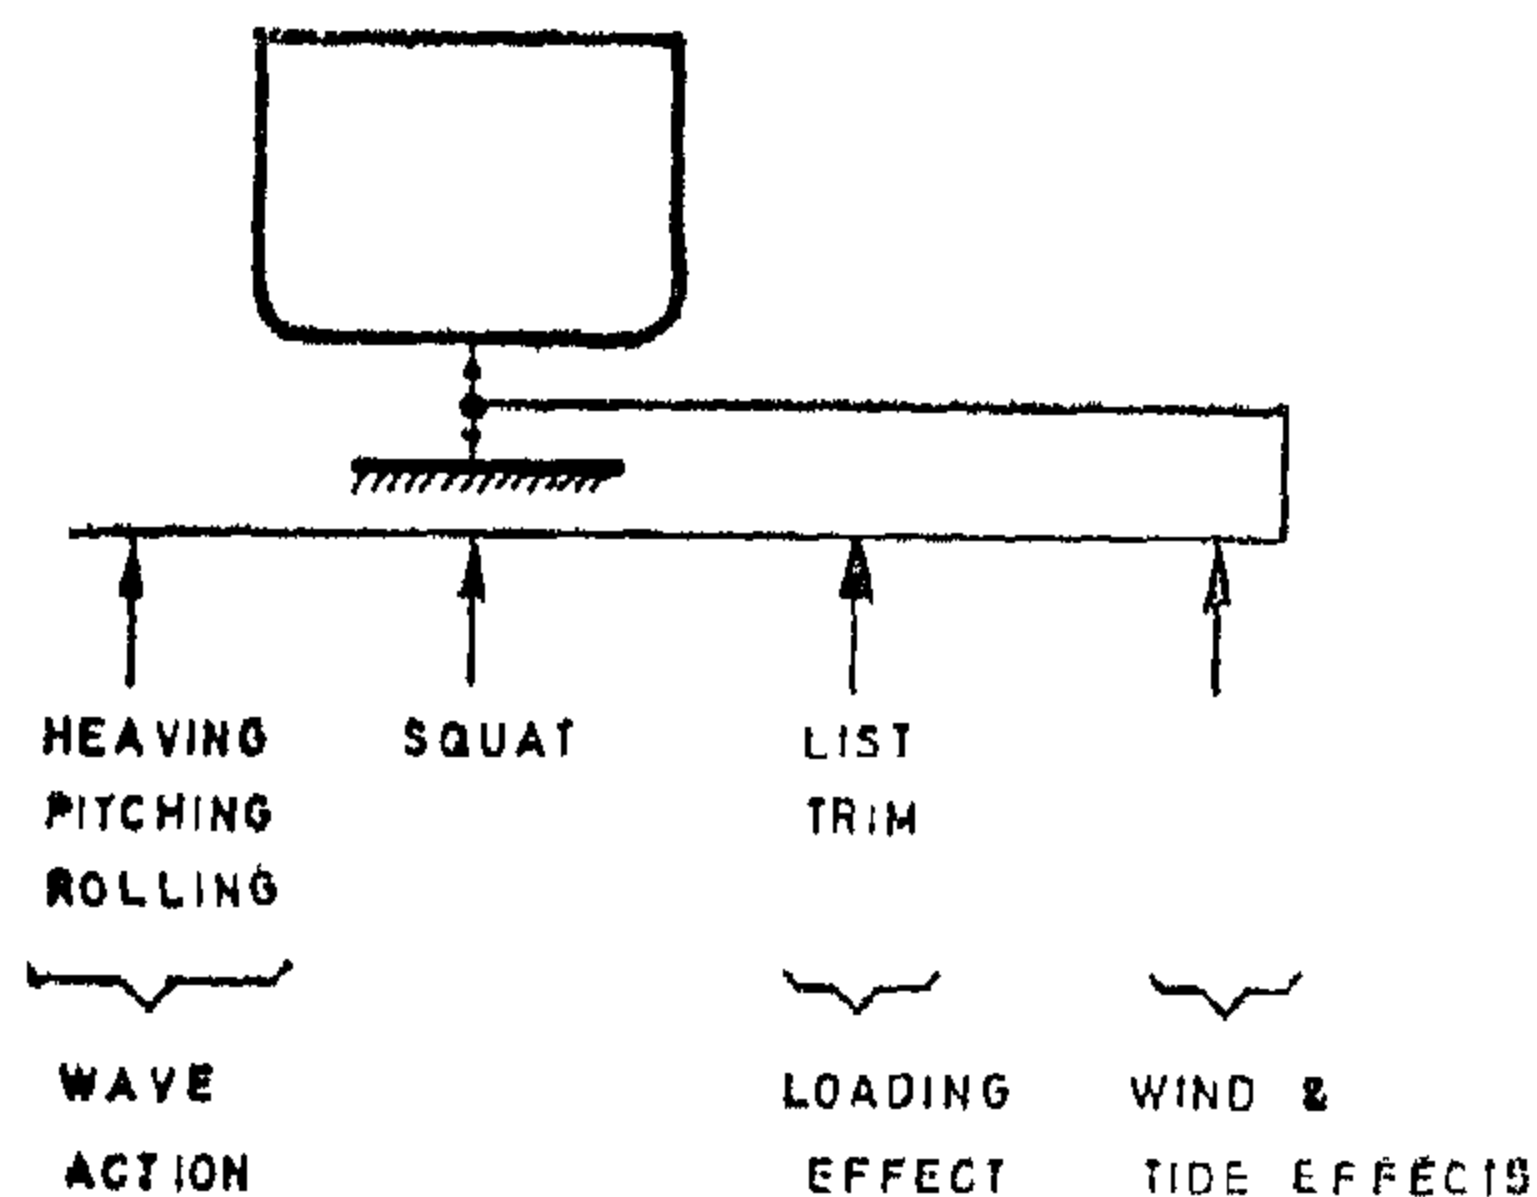 HEAVING
PITCHING
ROLLING
SQUAT
LIST
TRIM
WAVE
ACTION
LOADING
EFFECT
WIND &
TIDE EFFECTS